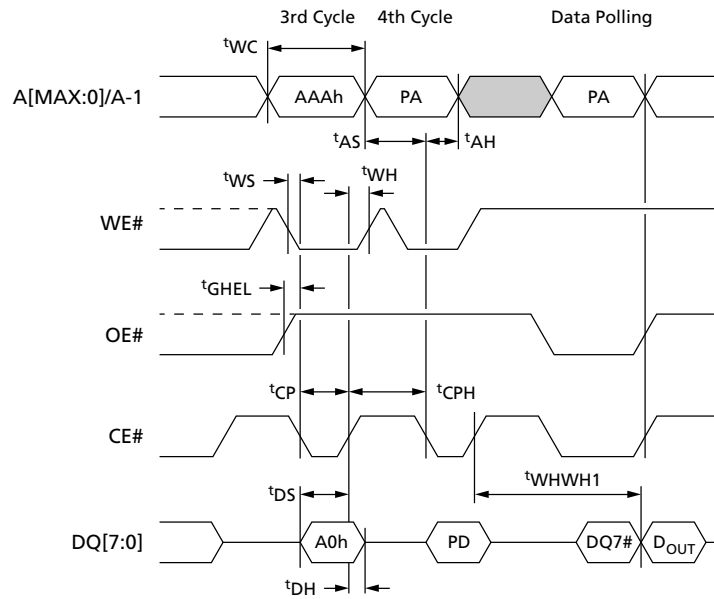 3rd Cycle 4th Cycle Data Polling
tWC
A[MAX:0]/A-1 AAAh PA PA
tAS tAH
tWS tWH
WE#
tGHEL
OE#
tCP tCPH
CE#
tWHWH1
tDS
DQ[7:0] A0h PD DQ7# DOUT
tDH